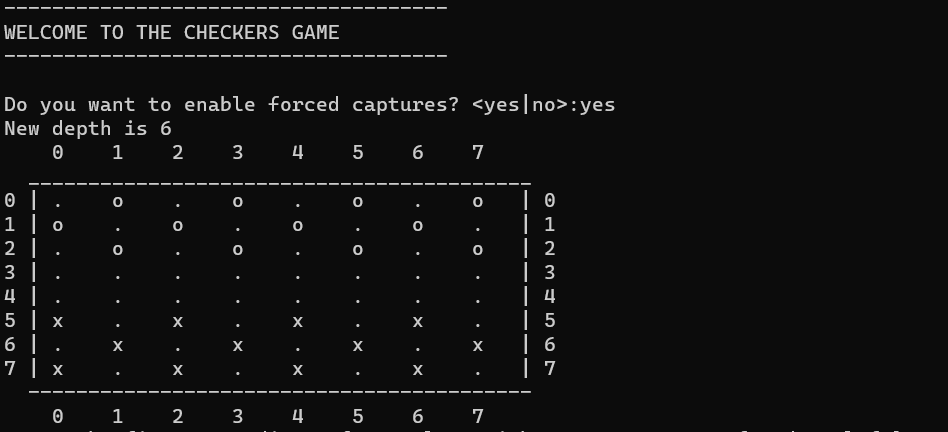 -------------------------------------
WELCOME TO THE CHECKERS GAME
-------------------------------------
Do you want to enable forced captures? <yes|no>:yes
New depth is 6
0 1 2 3 4 5 6 7
0 | . o . o . o . o | 0
1 | o . o . o . o . | 1
2 | . o . o . o . o | 2
3 | . . . . . . . . | 3
4 | . . . . . . . . | 4
5 | x . x . x . x . | 5
6 | . x . x . x . x | 6
7 | x . x . x . x . | 7
0 1 2 3 4 5 6 7